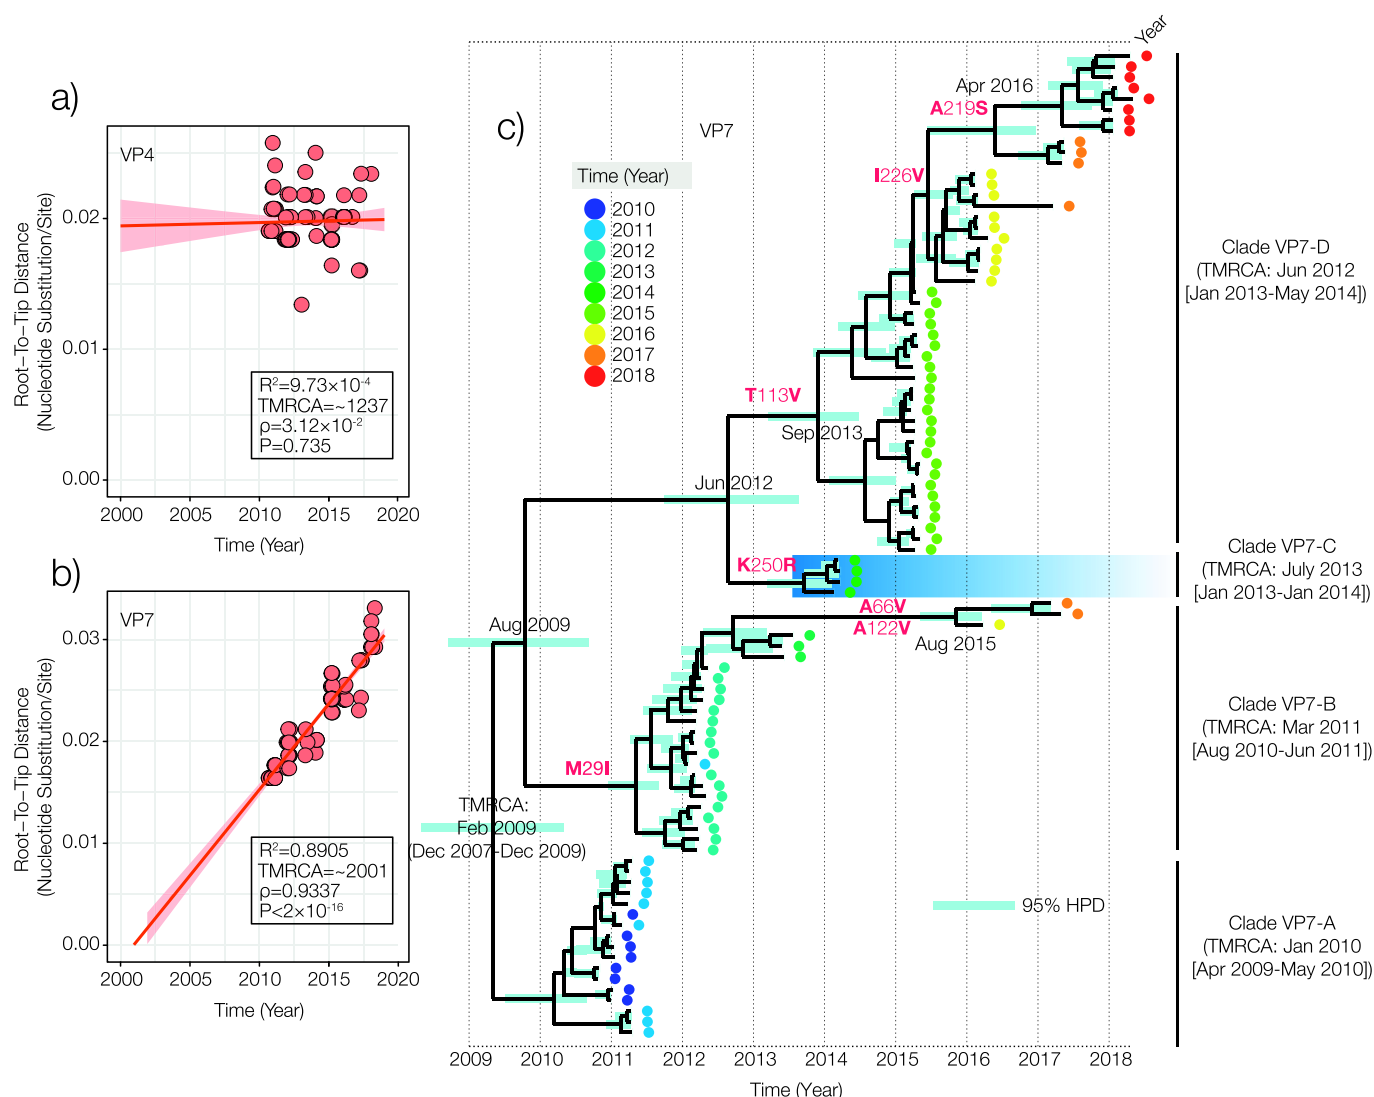 a)
VP4
Root-To-Tip Distance
(Nucleotide Substitution/Site)
0.02
0.01
0.00
R²=9.73×10⁻⁴
TMRCA=~1237
ρ=3.12×10⁻²
P=0.735
2000 2005 2010 2015 2020
Time (Year)
b)
VP7
Root-To-Tip Distance
(Nucleotide Substitution/Site)
0.03
0.02
0.01
0.00
R²=0.8905
TMRCA=~2001
ρ=0.9337
P<2×10⁻¹⁶
2000 2005 2010 2015 2020
Time (Year)
c)
VP7
Year
Time (Year)
2010
2011
2012
2013
2014
2015
2016
2017
2018
Apr 2016
A219S
I226V
T113V
Sep 2013
Jun 2012
K250R
A66V
A122V
Aug 2015
Aug 2009
M29I
TMRCA:
Feb 2009
(Dec 2007-Dec 2009)
95% HPD
Clade VP7-D
(TMRCA: Jun 2012
[Jan 2013-May 2014])
Clade VP7-C
(TMRCA: July 2013
[Jan 2013-Jan 2014])
Clade VP7-B
(TMRCA: Mar 2011
[Aug 2010-Jun 2011])
Clade VP7-A
(TMRCA: Jan 2010
[Apr 2009-May 2010])
2009 2010 2011 2012 2013 2014 2015 2016 2017 2018
Time (Year)